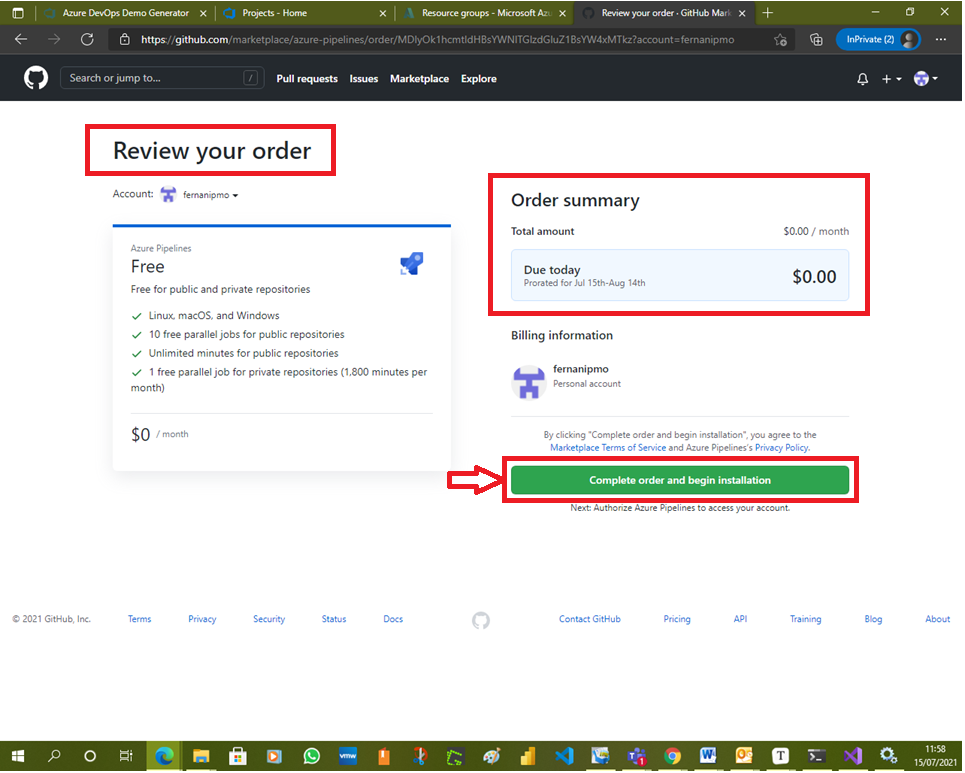 Azure DevOps Demo Generator
Projects - Home
Resource groups - Microsoft Azu
Review your order · GitHub Mark
https://github.com/marketplace/azure-pipelines/order/
?account=fernanipmo
InPrivate (2)
Search or jump to...
/
Pull requests
Issues
Marketplace
Explore
Review your order
Account:
fernanipmo
Azure Pipelines
Free
Free for public and private repositories
Linux, macOS, and Windows
10 free parallel jobs for public repositories
Unlimited minutes for public repositories
1 free parallel job for private repositories (1,800 minutes per
month)
$0 / month
Order summary
Total amount
$0.00 / month
Due today
Prorated for Jul 15th-Aug 14th
$0.00
Billing information
fernanipmo
Personal account
By clicking "Complete order and begin installation", you agree to the
Marketplace Terms of Service and Azure Pipelines's Privacy Policy.
Complete order and begin installation
Next: Authorize Azure Pipelines to access your account.
© 2021 GitHub, Inc.
Terms
Privacy
Security
Status
Docs
Contact GitHub
Pricing
API
Training
Blog
About
11:58
15/07/2021